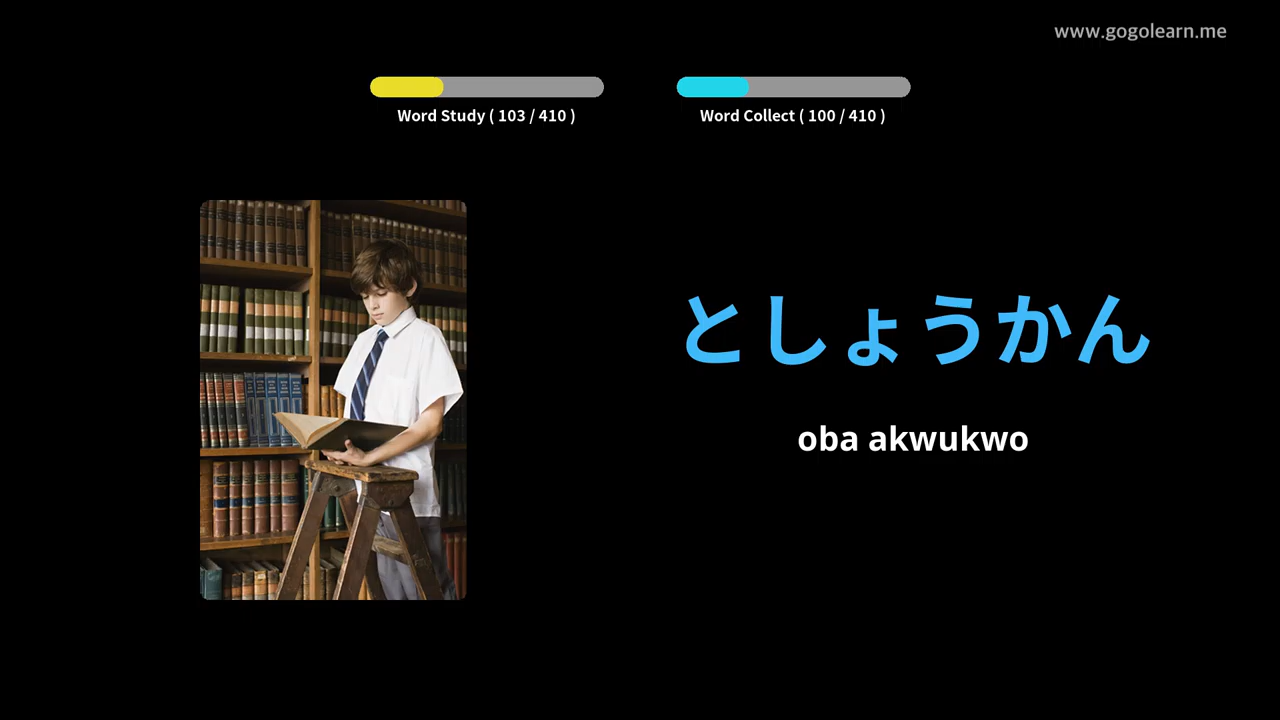 www.gogolearn.me
Word Study ( 103 / 410 )
Word Collect ( 100 / 410 )
としょうかん
oba akwukwo